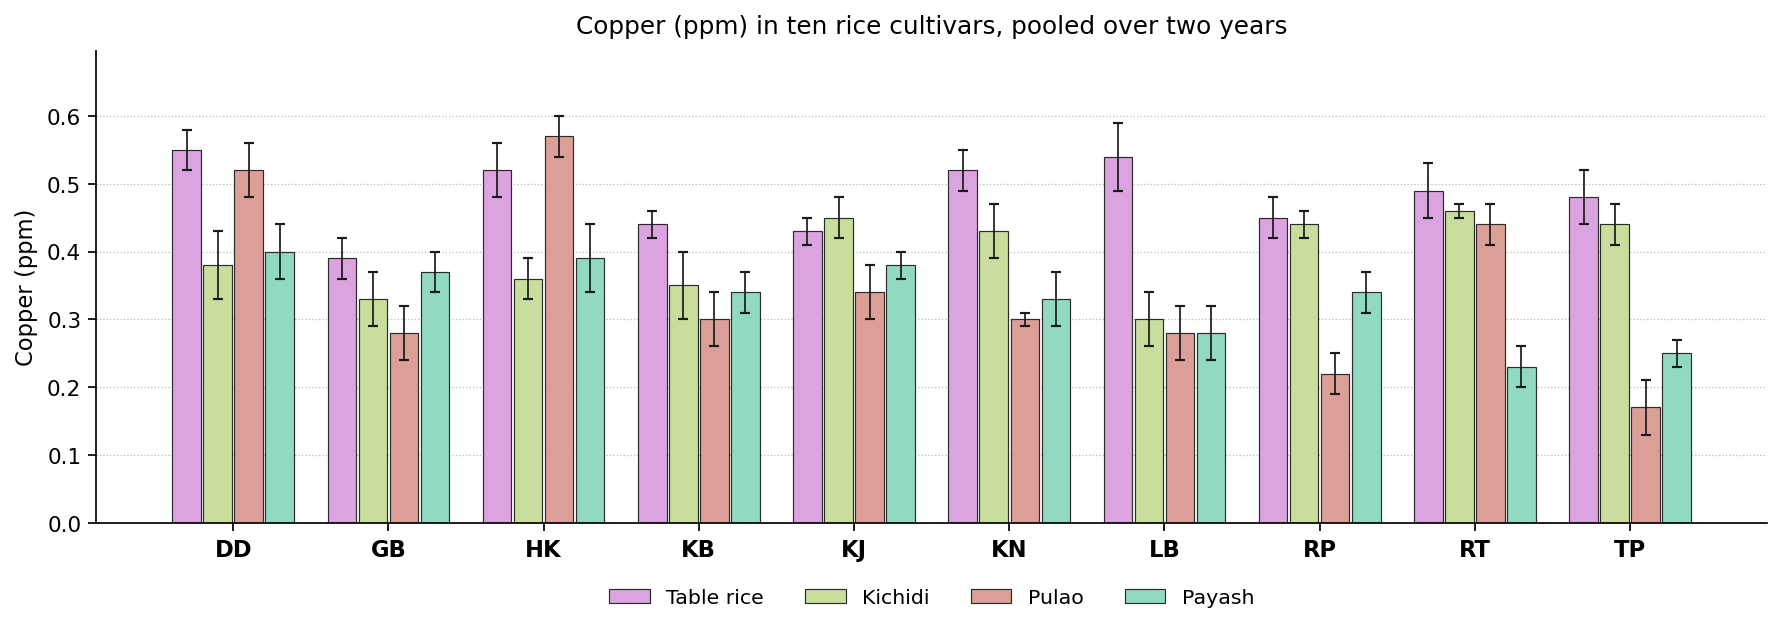 Copper (ppm) in ten rice cultivars, pooled over two years
Copper (ppm)
0.6
0.5
0.4
0.3
0.2
0.1
0.0
DD GB HK KB KJ KN LB RP RT TP
Table rice Kichidi Pulao Payash